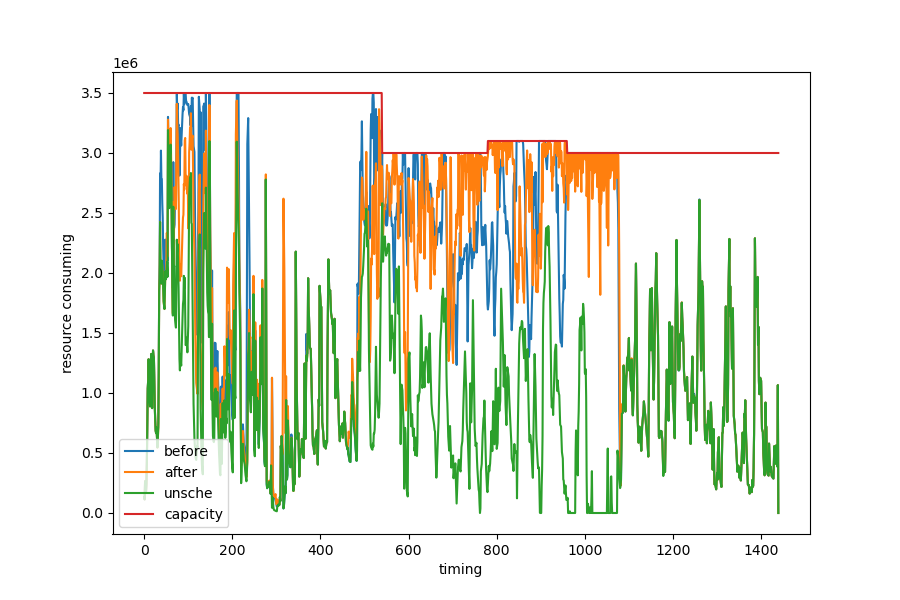 1e6
3.5
3.0
2.5
2.0
1.5
1.0
0.5
0.0
resource consuming
before
after
unsche
capacity
0 200 400 600 800 1000 1200 1400
timing